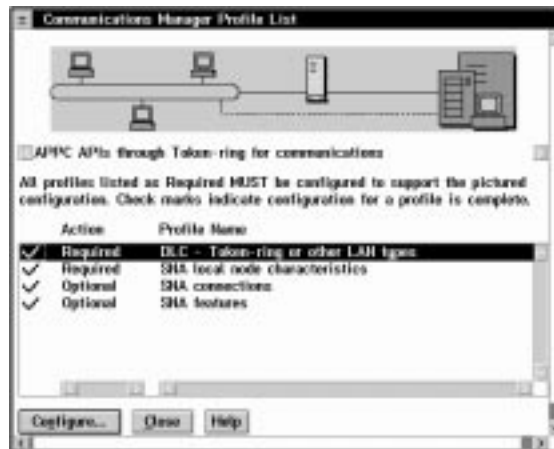 Communications Manager Profile List
APPC APIs through Token-ring for communications
All profiles listed as Required MUST be configured to support the pictured
configuration. Check marks indicate configuration for a profile is complete.
Action Profile Name
Required DLC - Token-ring or other LAN types
Required SNA local node characteristics
Optional SNA connections
Optional SNA features
Configure... Close Help